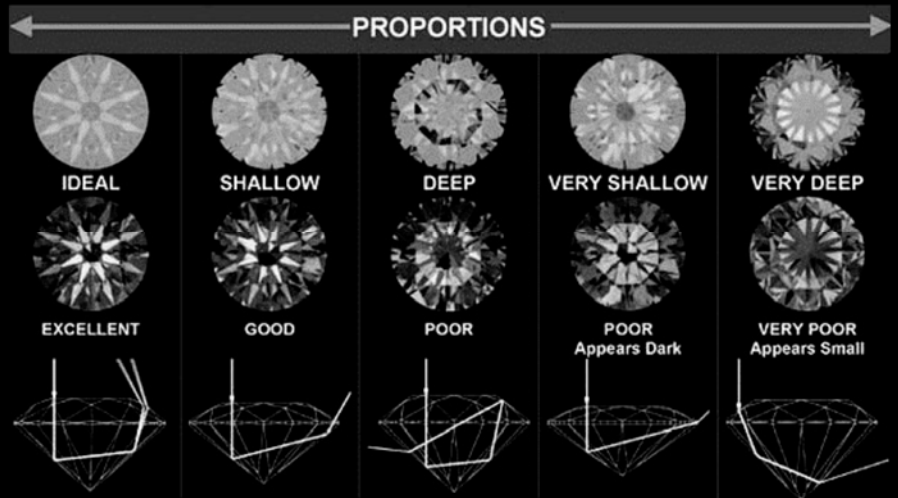 PROPORTIONS
IDEAL
SHALLOW
DEEP
VERY SHALLOW
VERY DEEP
EXCELLENT
GOOD
POOR
POOR
Appears Dark
VERY POOR
Appears Small